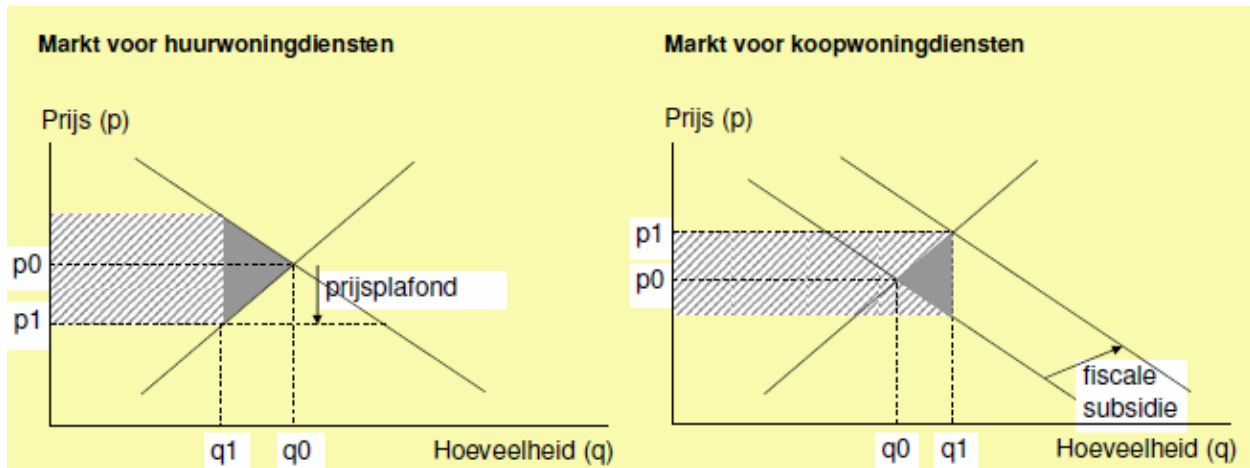 Markt voor huurwoningdiensten
Prijs (p)
p0
p1
prijsplafond
q1
q0
Hoeveelheid (q)
Markt voor koopwoningdiensten
Prijs (p)
p1
p0
fiscale
subsidie
q0
q1
Hoeveelheid (q)